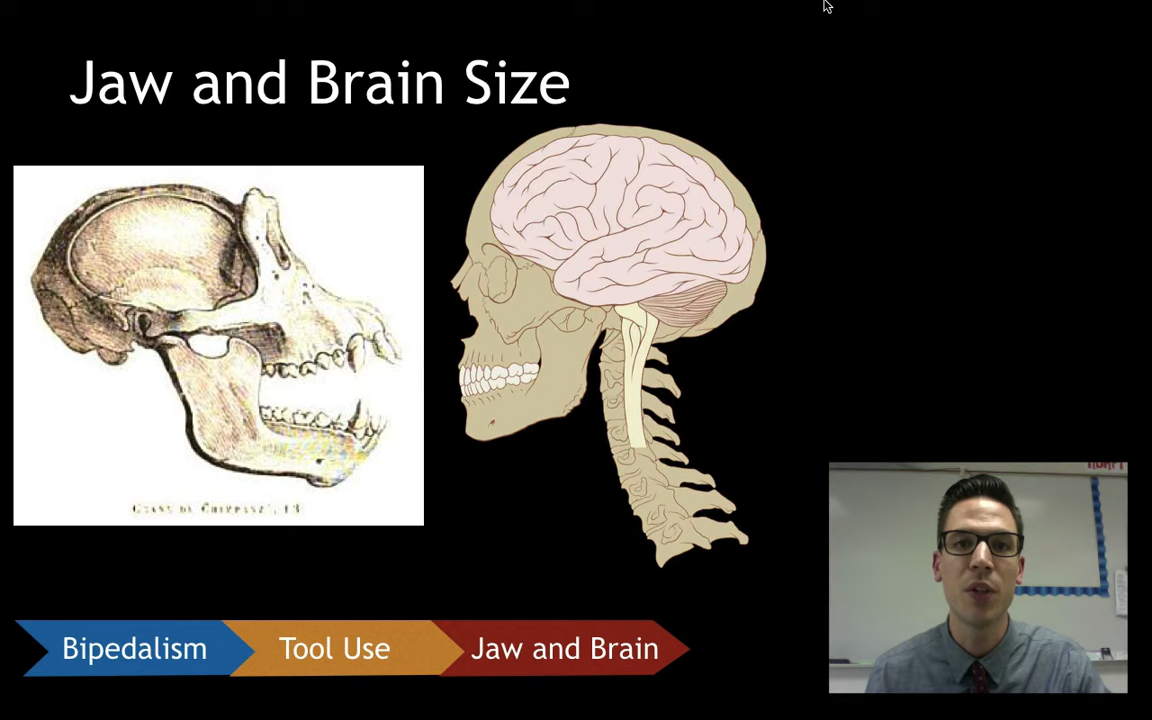 Jaw and Brain Size
Bipedalism
Tool Use
Jaw and Brain